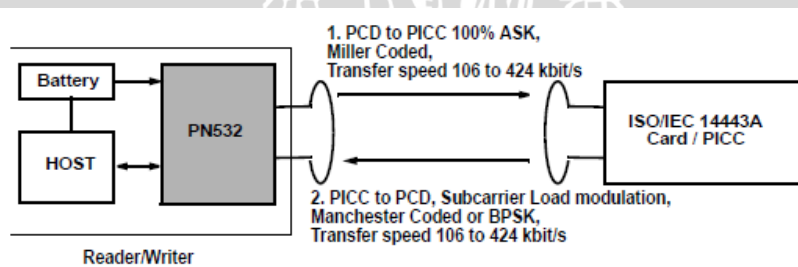 1. PCD to PICC 100% ASK,
Miller Coded,
Transfer speed 106 to 424 kbit/s
Battery
PN532
HOST
ISO/IEC 14443A
Card / PICC
2. PICC to PCD, Subcarrier Load modulation,
Manchester Coded or BPSK,
Transfer speed 106 to 424 kbit/s
Reader/Writer